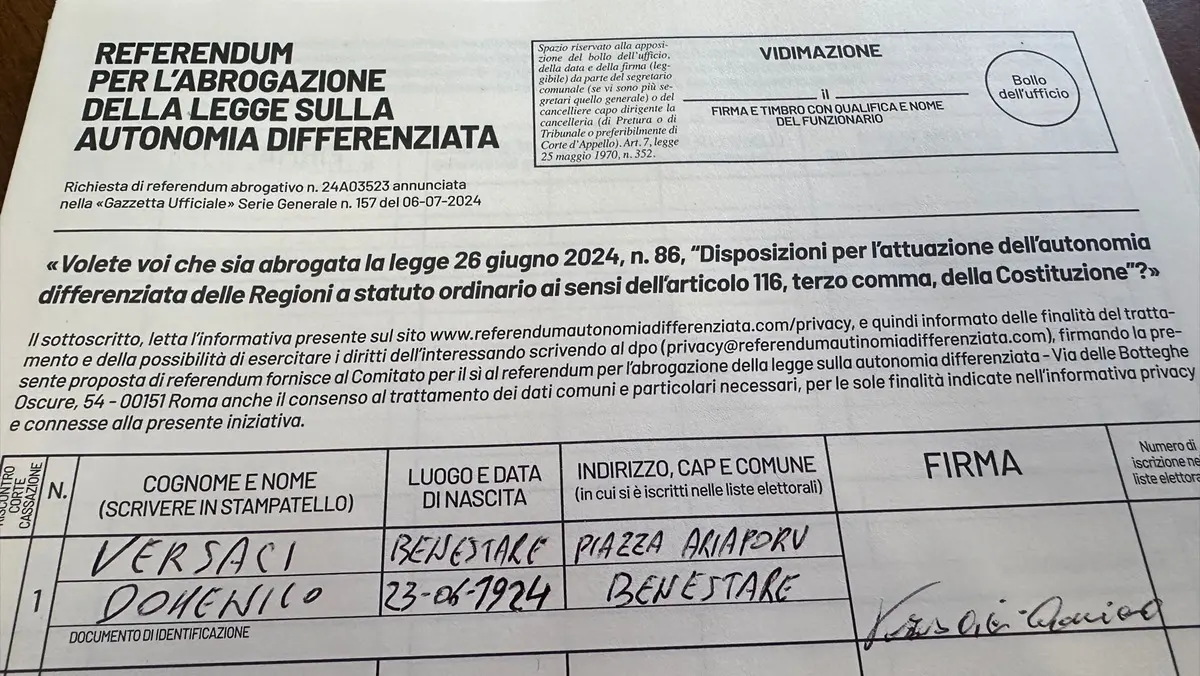 REFERENDUM
PER L'ABROGAZIONE
DELLA LEGGE SULLA
AUTONOMIA DIFFERENZIATA
Richiesta di referendum abrogativo n. 24A03523 annunciata
nella «Gazzetta Ufficiale» Serie Generale n. 157 del 06-07-2024
Spazio riservato alla apposi-
zione del bollo dell'ufficio,
della data e della firma (leg-
gibile) da parte del segretario
comunale (se vi sono più se-
gretari quello generale) o del
cancelliere capo dirigente la
cancelleria (di Pretura o di
Tribunale o preferibilmente di
Corte d'Appello). Art. 7, legge
25 maggio 1970, n. 352.
VIDIMAZIONE
il
FIRMA E TIMBRO CON QUALIFICA E NOME
DEL FUNZIONARIO
Bollo
dell'ufficio
«Volete voi che sia abrogata la legge 26 giugno 2024, n. 86, “Disposizioni per l'attuazione dell'autonomia
differenziata delle Regioni a statuto ordinario ai sensi dell'articolo 116, terzo comma, della Costituzione”?»
Il sottoscritto, letta l'informativa presente sul sito www.referendumautonomiadifferenziata.com/privacy, e quindi informato delle finalità del tratta-
mento e della possibilità di esercitare i diritti dell'interessando scrivendo al dpo (privacy@referendumautinomiadifferenziata.com), firmando la pre-
sente proposta di referendum fornisce al Comitato per il sì al referendum per l'abrogazione della legge sulla autonomia differenziata - Via delle Botteghe
Oscure, 54 - 00151 Roma anche il consenso al trattamento dei dati comuni e particolari necessari, per le sole finalità indicate nell'informativa privacy
e connesse alla presente iniziativa.
CORTE
CASSAZIONE
N.
COGNOME E NOME
(SCRIVERE IN STAMPATELLO)
LUOGO E DATA
DI NASCITA
INDIRIZZO, CAP E COMUNE
(in cui si è iscritti nelle liste elettorali)
FIRMA
Numero di
iscrizione ne
liste elettora
1
VERSACI
DOMENICO
BENESTARE
23-06-1924
PIAZZA ARIAPORU
BENESTARE
DOCUMENTO DI IDENTIFICAZIONE